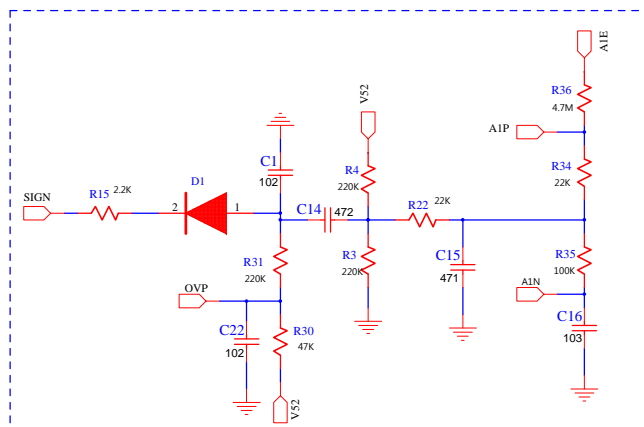 A1E
R36
4.7M
V52
A1P
C1
102
R4
220K
R34
22K
D1
SIGN
R15 2.2K
2
1
C14
472
R22
22K
R31
220K
R3
220K
C15
471
R35
100K
OVP
A1N
C22
102
R30
47K
C16
103
V52